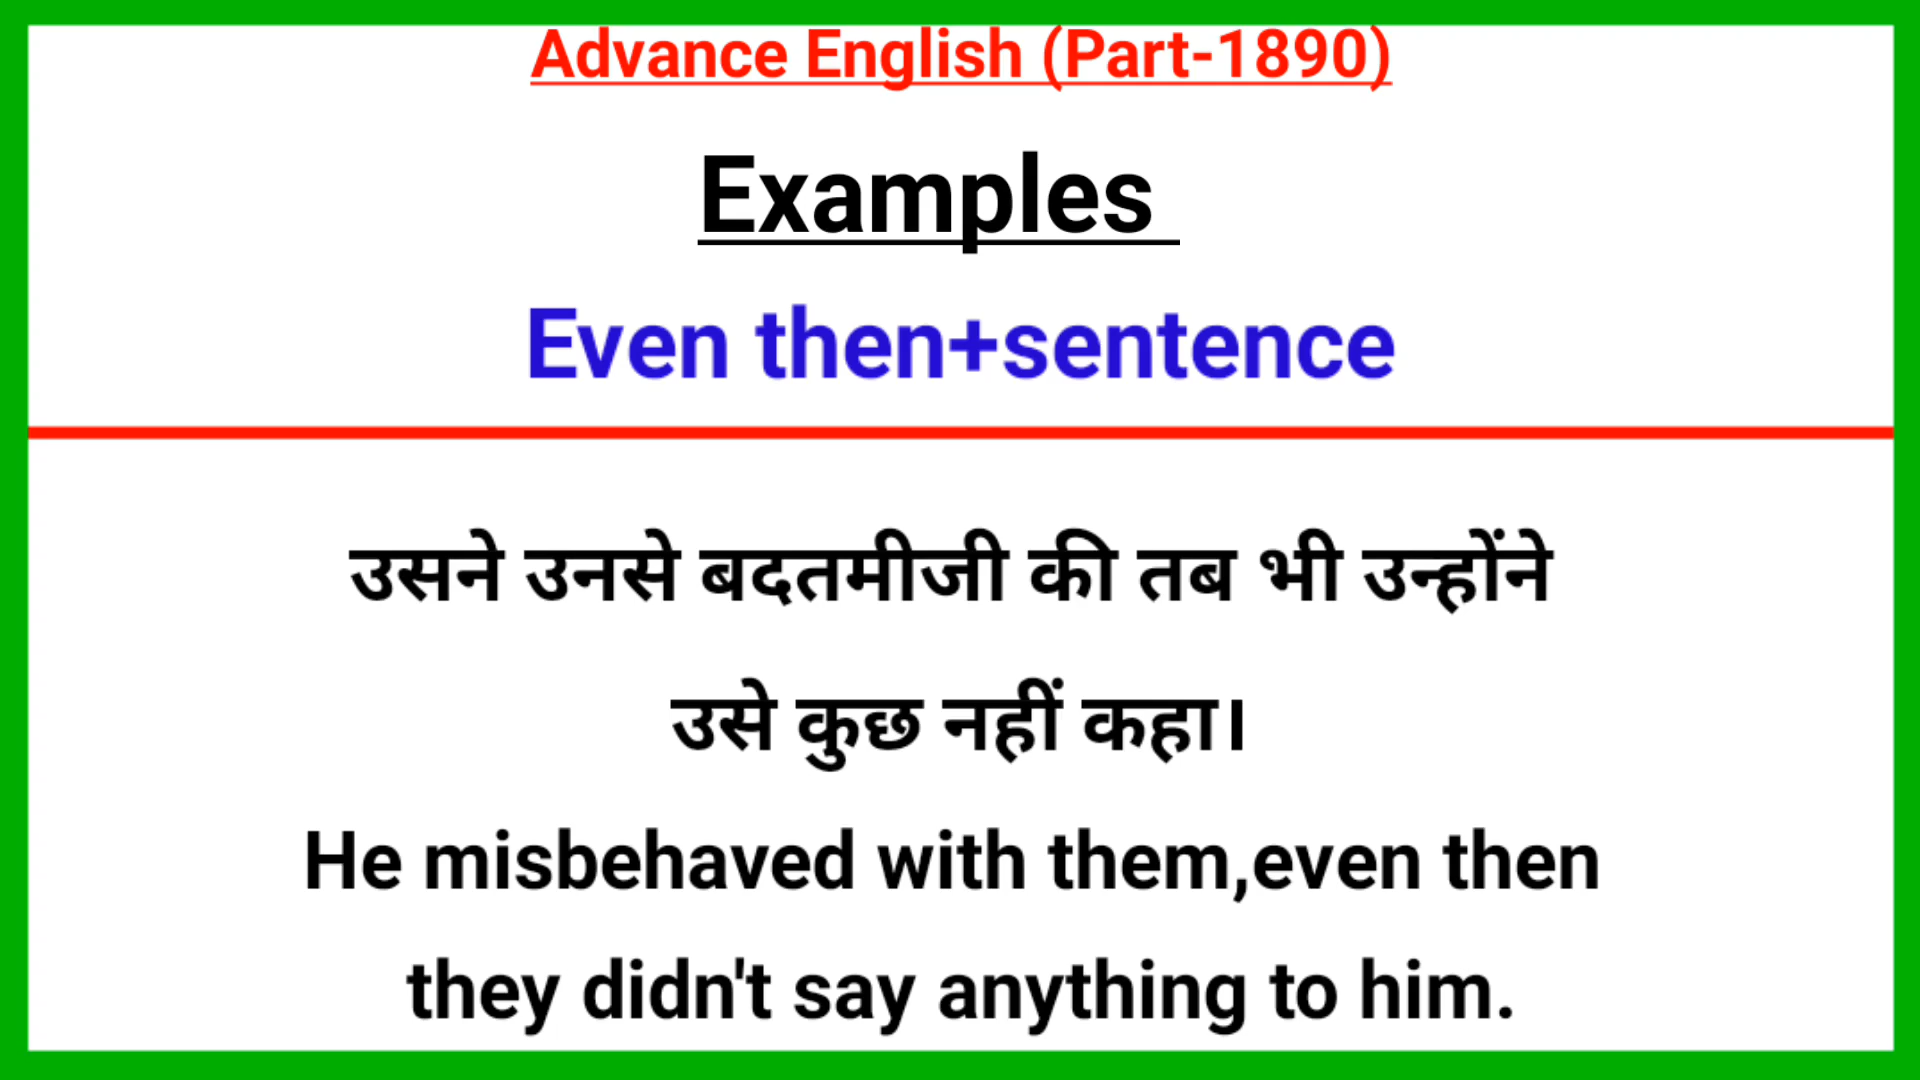 Advance English (Part-1890)
Examples
Even then+sentence
उसने उनसे बदतमीजी की तब भी उन्होंने
उसे कुछ नहीं कहा।
He misbehaved with them,even then
they didn't say anything to him.